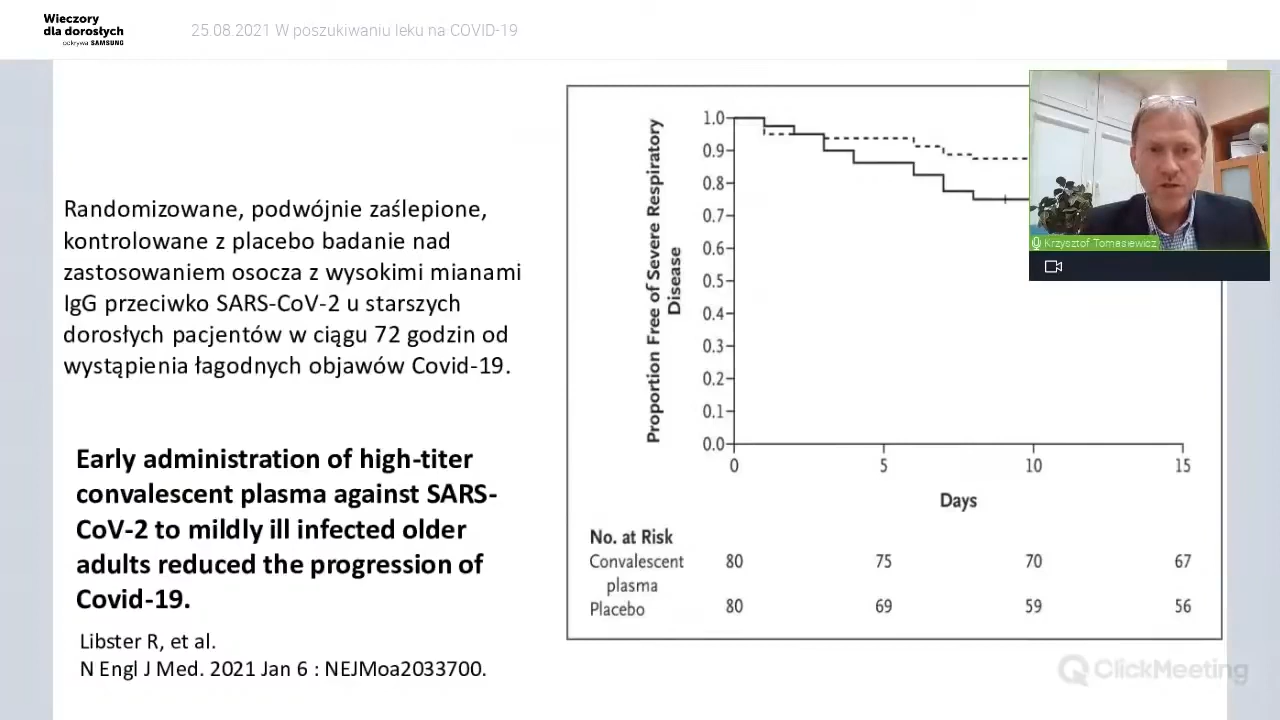 Wieczory
dla dorosłych
odkrywa SAMSUNG
25.08.2021 W poszukiwaniu leku na COVID-19
Randomizowane, podwójnie zaślepione,
kontrolowane z placebo badanie nad
zastosowaniem osocza z wysokimi mianami
IgG przeciwko SARS-CoV-2 u starszych
dorosłych pacjentów w ciągu 72 godzin od
wystąpienia łagodnych objawów Covid-19.
Early administration of high-titer
convalescent plasma against SARS-
CoV-2 to mildly ill infected older
adults reduced the progression of
Covid-19.
Libster R, et al.
N Engl J Med. 2021 Jan 6 : NEJMoa2033700.
Proportion Free of Severe Respiratory
Disease
1.0
0.9
0.8
0.7
0.6
0.5
0.4
0.3
0.2
0.1
0.0
0 5 10 15
Days
No. at Risk
Convalescent
plasma
80 75 70 67
Placebo 80 69 59 56
Krzysztof Tomasiewicz
ClickMeeting